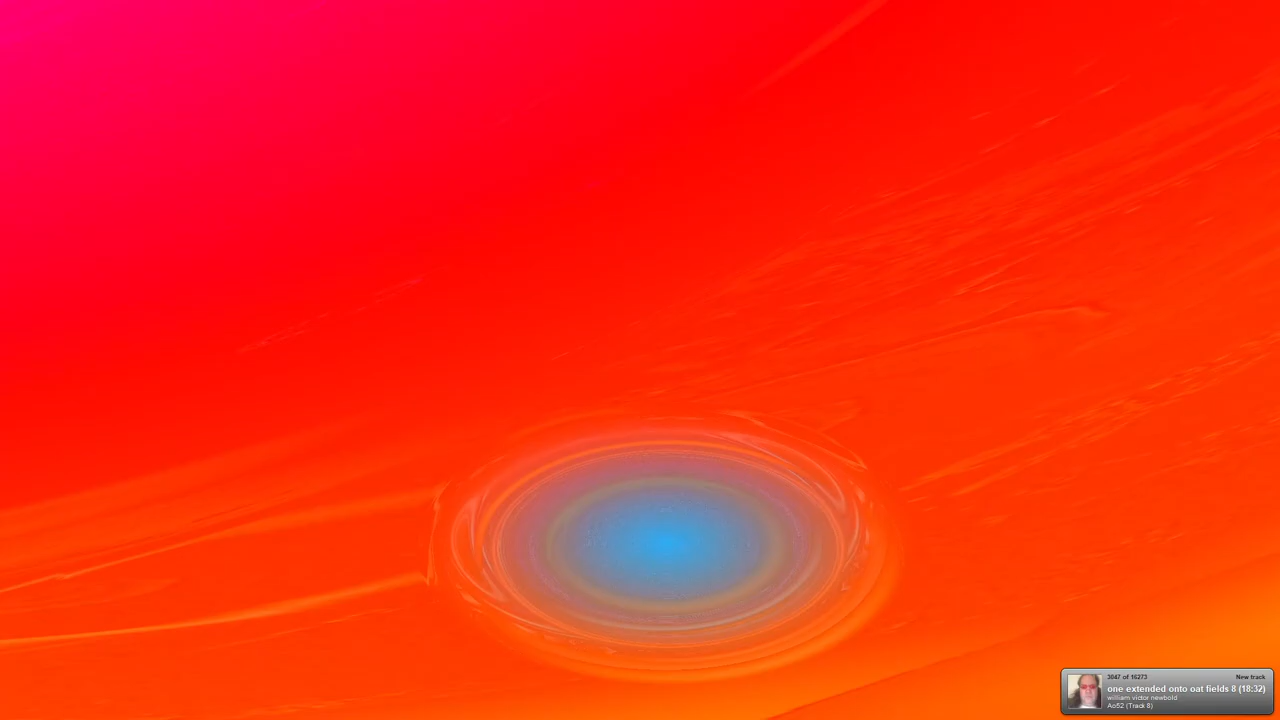 3047 of 16273 New track
one extended onto oat fields 8 (18:32)
william victor newbold
Ao52 (Track 8)